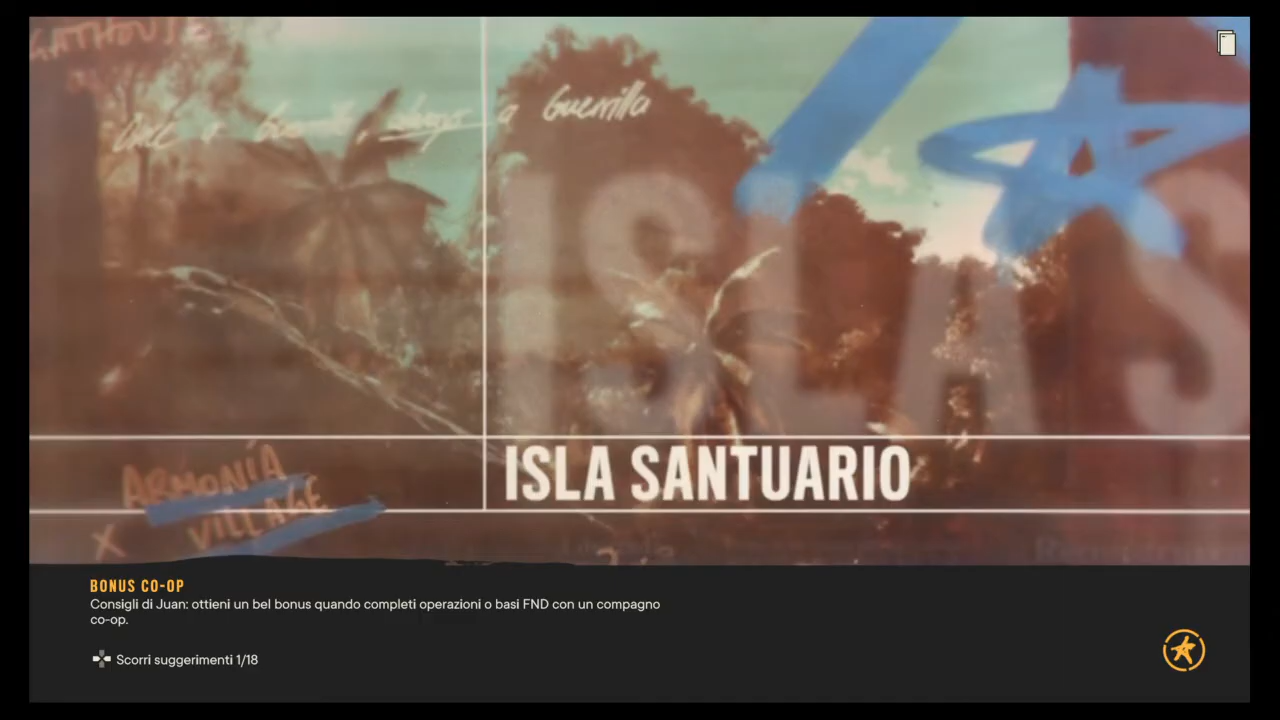 a Guerrilla
ISLAS
ISLA SANTUARIO
ARMONÍA
VILLAGE
X
BONUS CO-OP
Consigli di Juan: ottieni un bel bonus quando completi operazioni o basi FND con un compagno
co-op.
Scorri suggerimenti 1/18